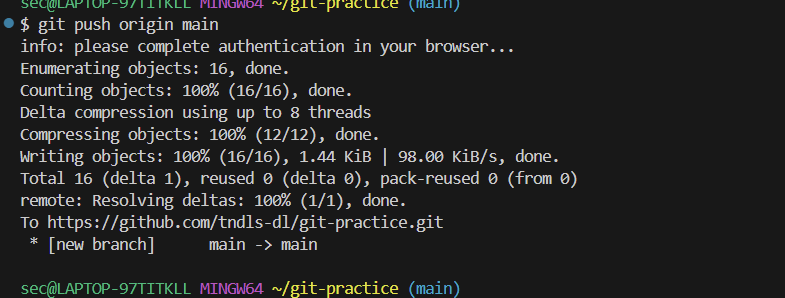 sec@LAPTOP-97TITKLL MINGW64 ~/git-practice (main)
$ git push origin main
info: please complete authentication in your browser...
Enumerating objects: 16, done.
Counting objects: 100% (16/16), done.
Delta compression using up to 8 threads
Compressing objects: 100% (12/12), done.
Writing objects: 100% (16/16), 1.44 KiB | 98.00 KiB/s, done.
Total 16 (delta 1), reused 0 (delta 0), pack-reused 0 (from 0)
remote: Resolving deltas: 100% (1/1), done.
To https://github.com/tndls-dl/git-practice.git
 * [new branch]      main -> main
sec@LAPTOP-97TITKLL MINGW64 ~/git-practice (main)